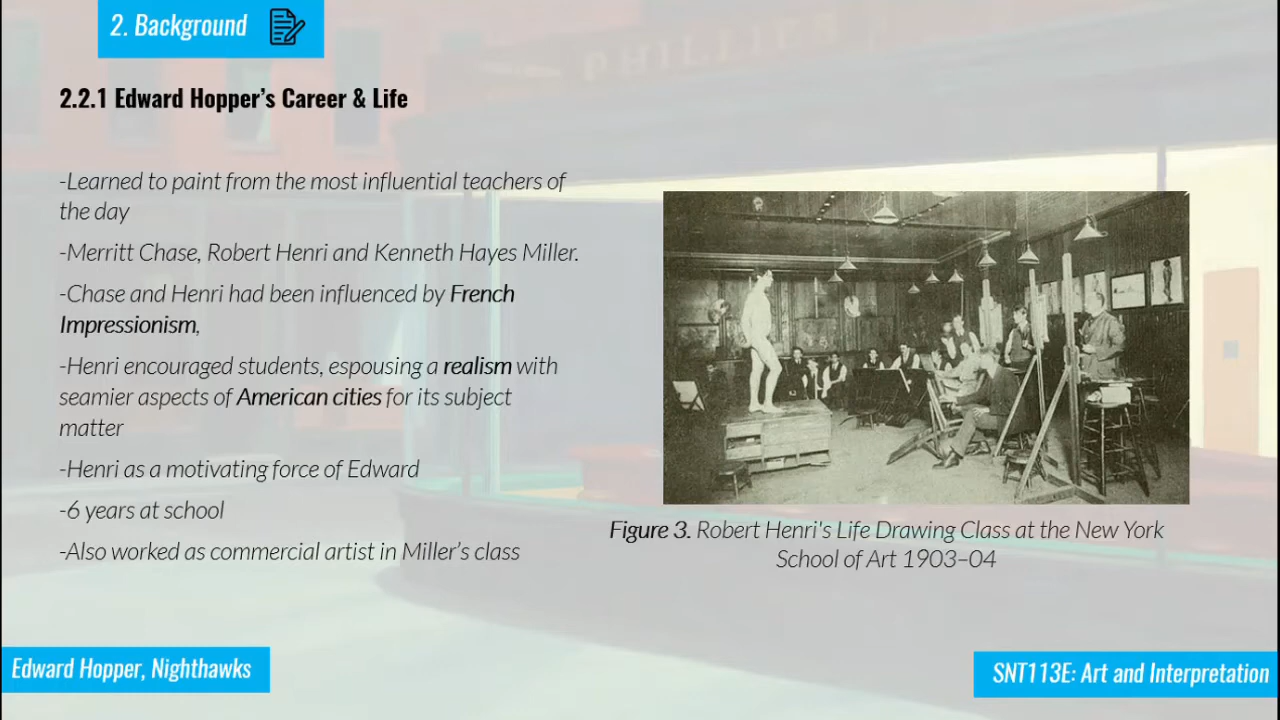 2. Background
PHILLIES
2.2.1 Edward Hopper's Career & Life
-Learned to paint from the most influential teachers of
the day
-Merritt Chase, Robert Henri and Kenneth Hayes Miller.
-Chase and Henri had been influenced by French
Impressionism,
-Henri encouraged students, espousing a realism with
seamier aspects of American cities for its subject
matter
-Henri as a motivating force of Edward
-6 years at school
-Also worked as commercial artist in Miller's class
Figure 3. Robert Henri's Life Drawing Class at the New York
School of Art 1903–04
Edward Hopper, Nighthawks
SNT113E: Art and Interpretation